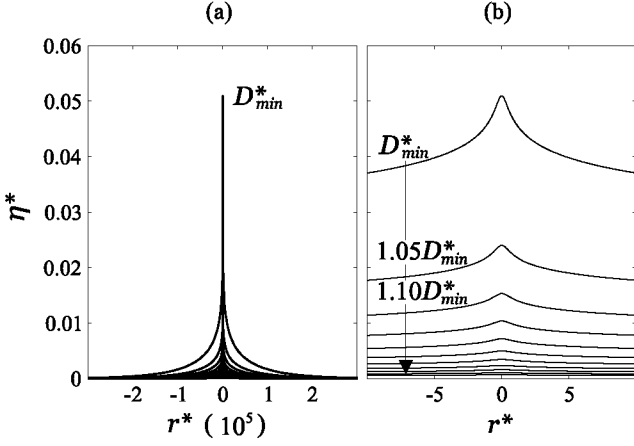 (a) (b)
0.06
0.05
0.04
0.03
0.02
0.01
0
η*
D*min
-2 -1 0 1 2
r* (10⁵)
D*min
1.05D*min
1.10D*min
-5 0 5
r*